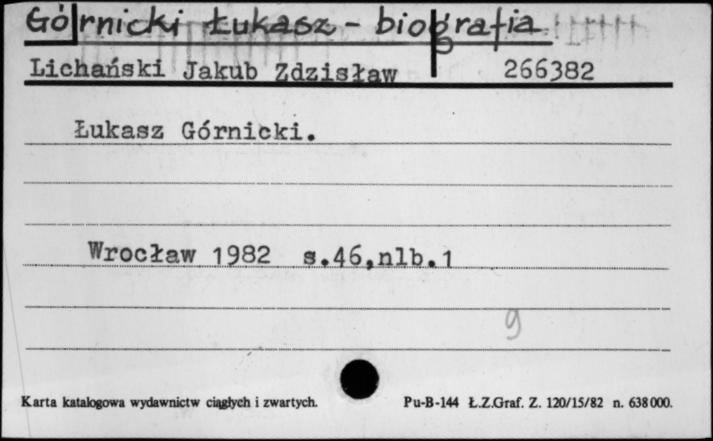 Górnicki Łukasz - biografia
Lichański Jakub Zdzisław 266382
Łukasz Górnicki.
Wrocław 1982 s.46,nlb.1
g
Karta katalogowa wydawnictw ciągłych i zwartych. Pu-B-144 Ł.Z.Graf. Z. 120/15/82 n. 638000.